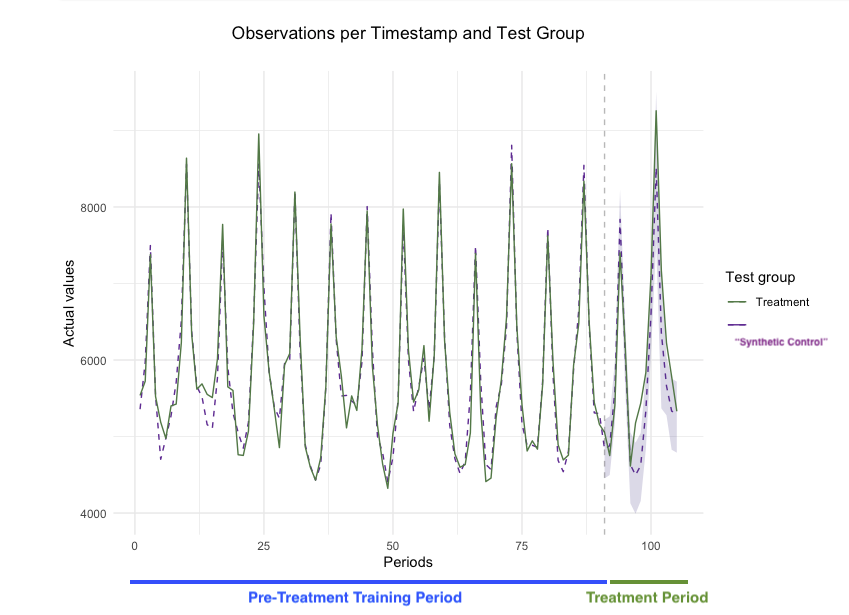 Observations per Timestamp and Test Group
Actual values
8000
6000
4000
0
25
50
75
100
Periods
Test group
Treatment
"Synthetic Control"
Pre-Treatment Training Period
Treatment Period